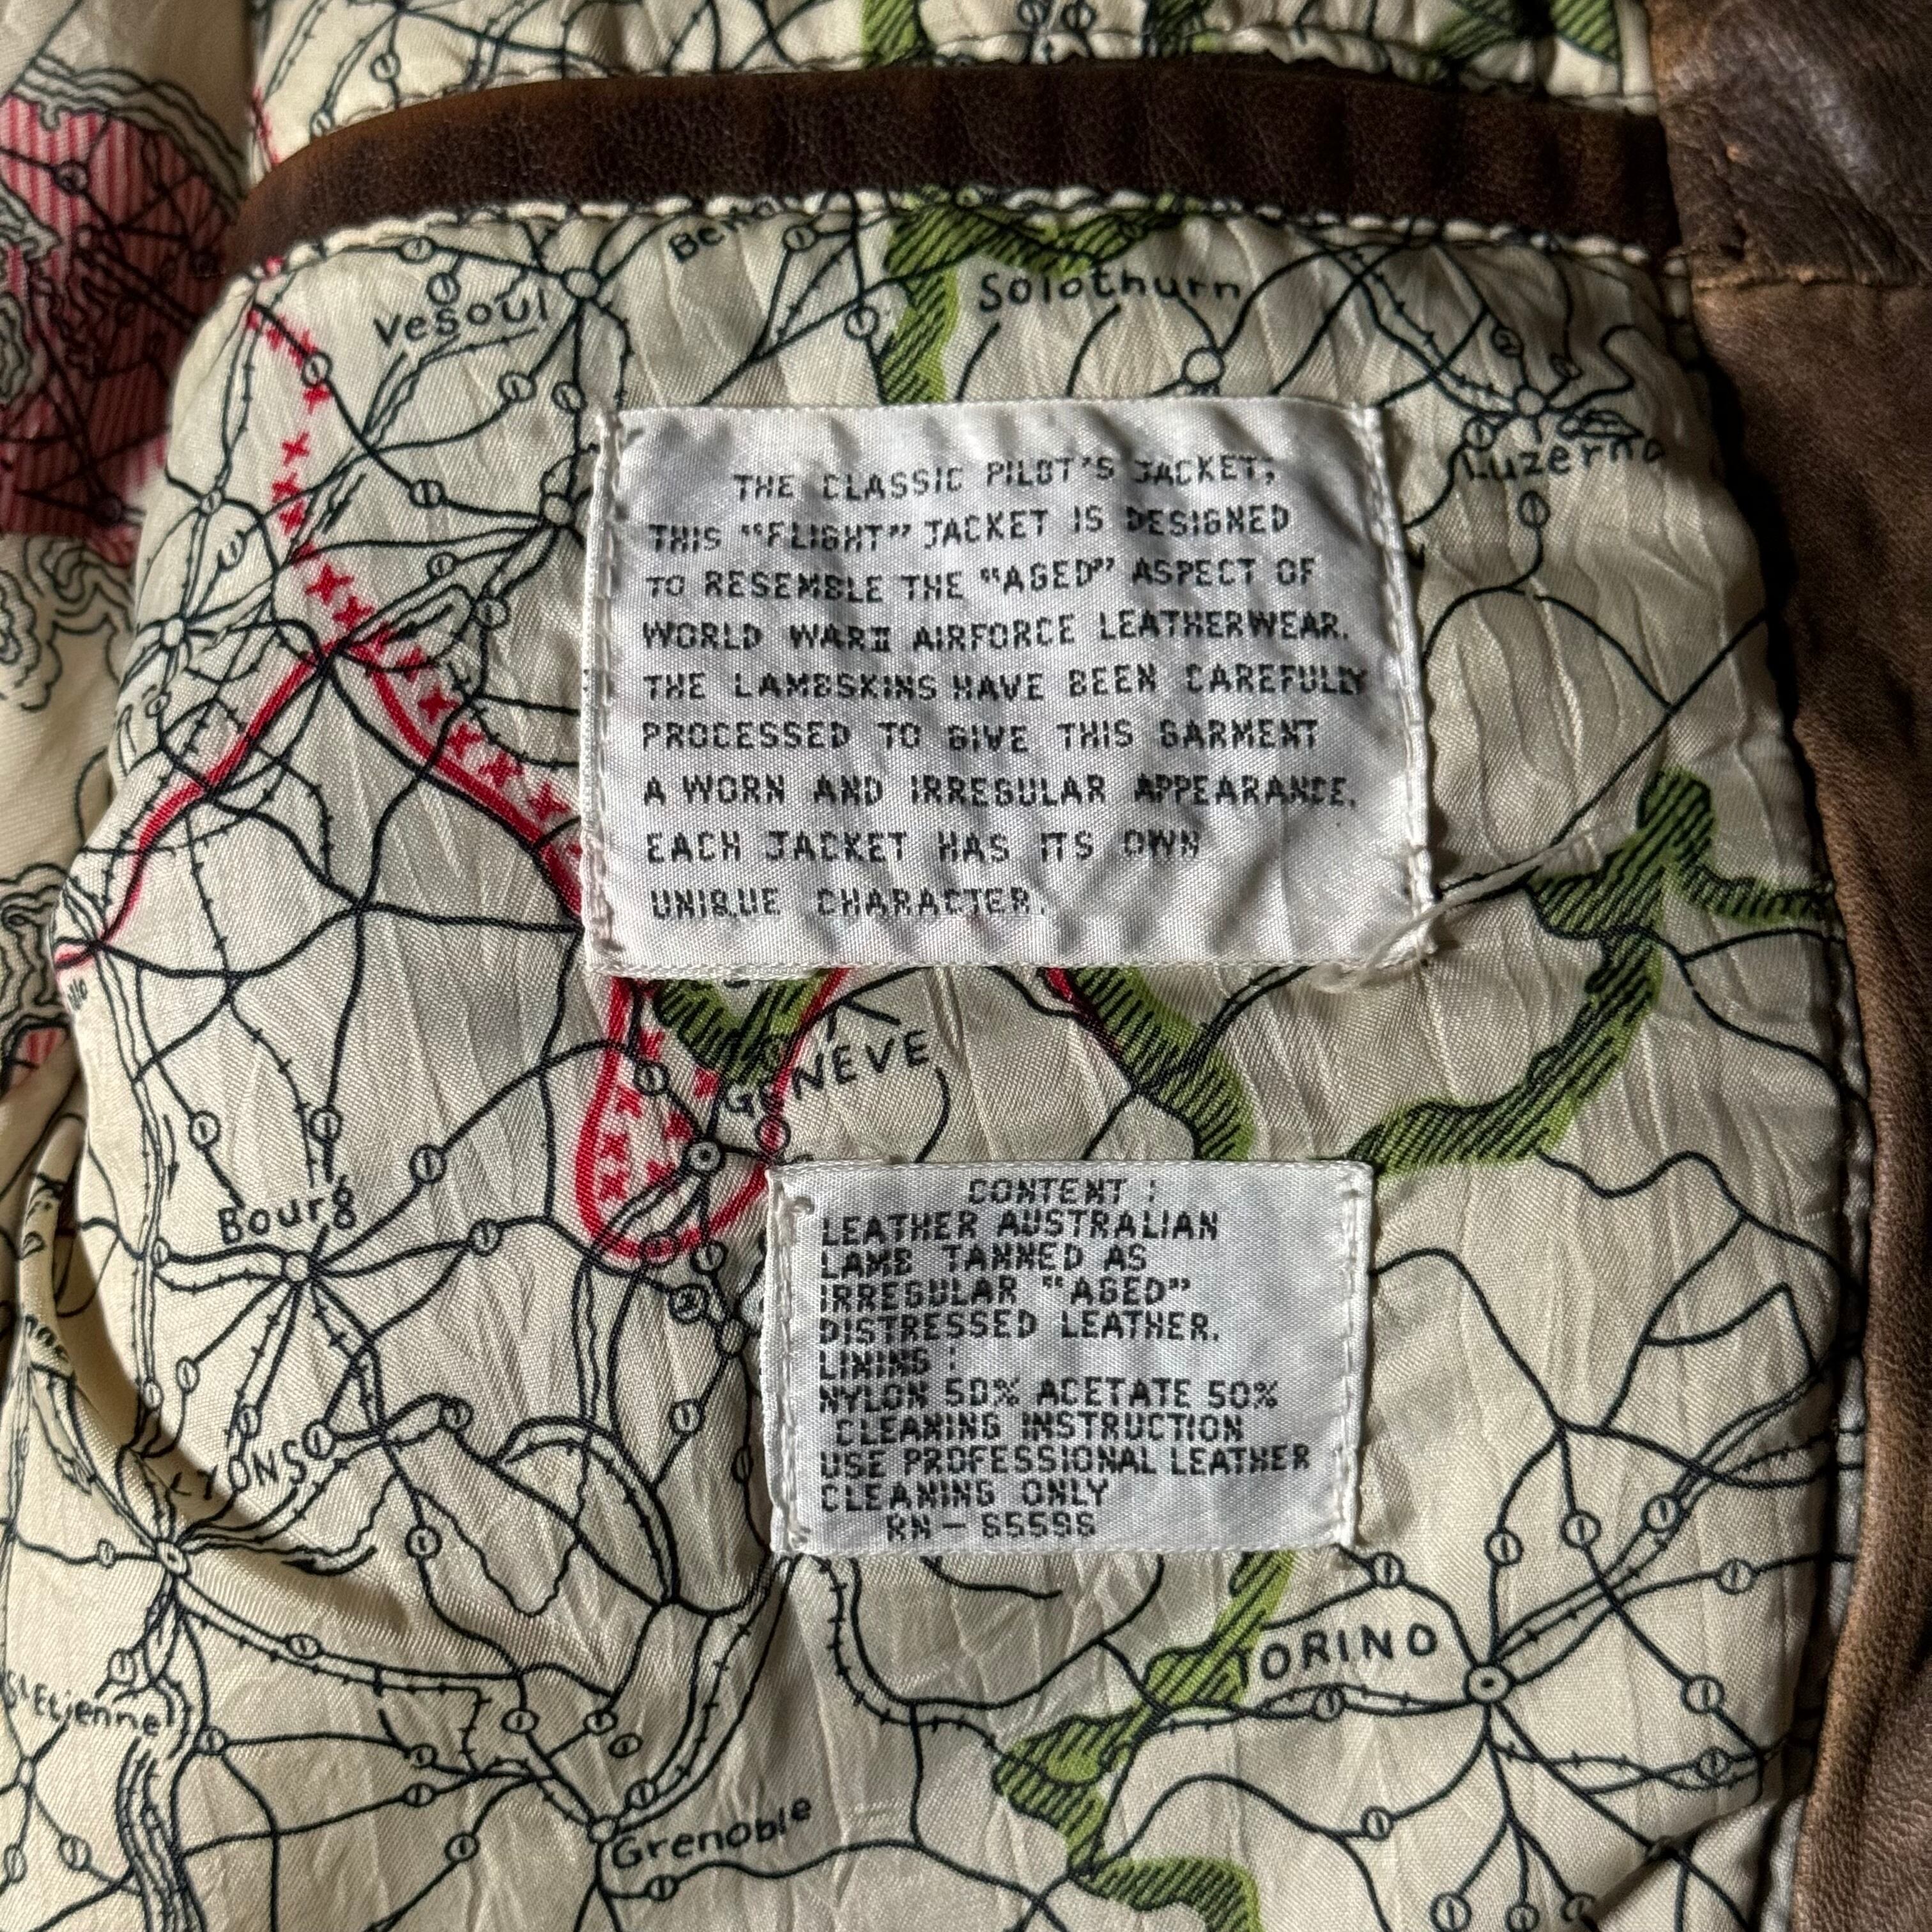 Vesoul
Solothurn
Luzern
THE CLASSIC PILOT'S JACKET;
THIS "FLIGHT" JACKET IS DESIGNED
TO RESEMBLE THE "AGED" ASPECT OF
WORLD WAR II AIRFORCE LEATHERWEAR.
THE LAMBSKINS HAVE BEEN CAREFULLY
PROCESSED TO GIVE THIS GARMENT
A WORN AND IRREGULAR APPEARANCE.
EACH JACKET HAS ITS OWN
UNIQUE CHARACTER.
GENEVE
CONTENT :
LEATHER AUSTRALIAN
LAMB TANNED AS
IRREGULAR "AGED"
DISTRESSED LEATHER.
LINING :
NYLON 50% ACETATE 50%
CLEANING INSTRUCTION
USE PROFESSIONAL LEATHER
CLEANING ONLY
RN - 65596
Bourg
LYONS
TORINO
St Etienne
Grenoble